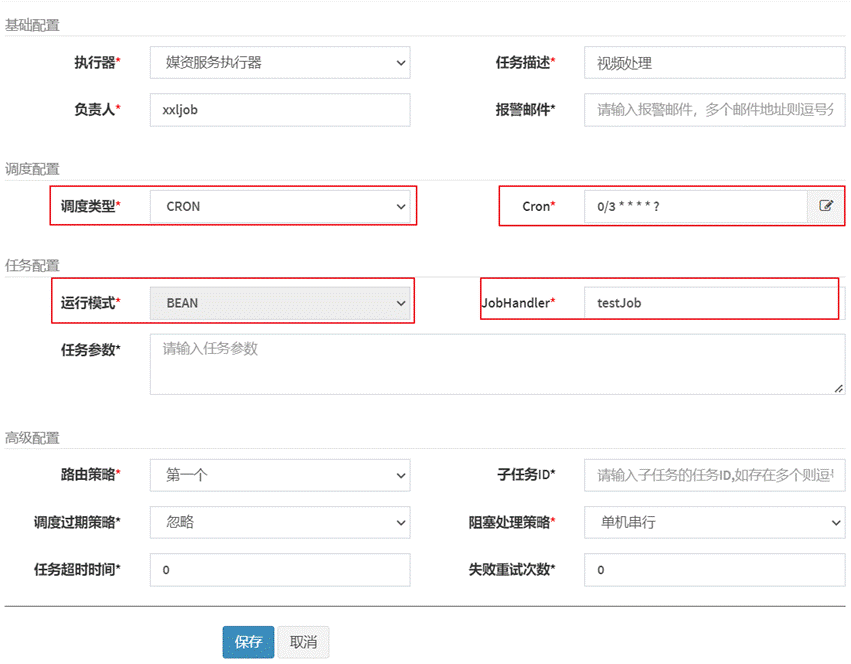 基础配置
执行器* 媒资服务执行器 任务描述* 视频处理
负责人* xxljob 报警邮件* 请输入报警邮件，多个邮件地址则逗号分
调度配置
调度类型* CRON Cron* 0/3 * * * * ?
任务配置
运行模式* BEAN JobHandler* testJob
任务参数* 请输入任务参数
高级配置
路由策略* 第一个 子任务ID* 请输入子任务的任务ID,如存在多个则逗号
调度过期策略* 忽略 阻塞处理策略* 单机串行
任务超时时间* 0 失败重试次数* 0
保存 取消